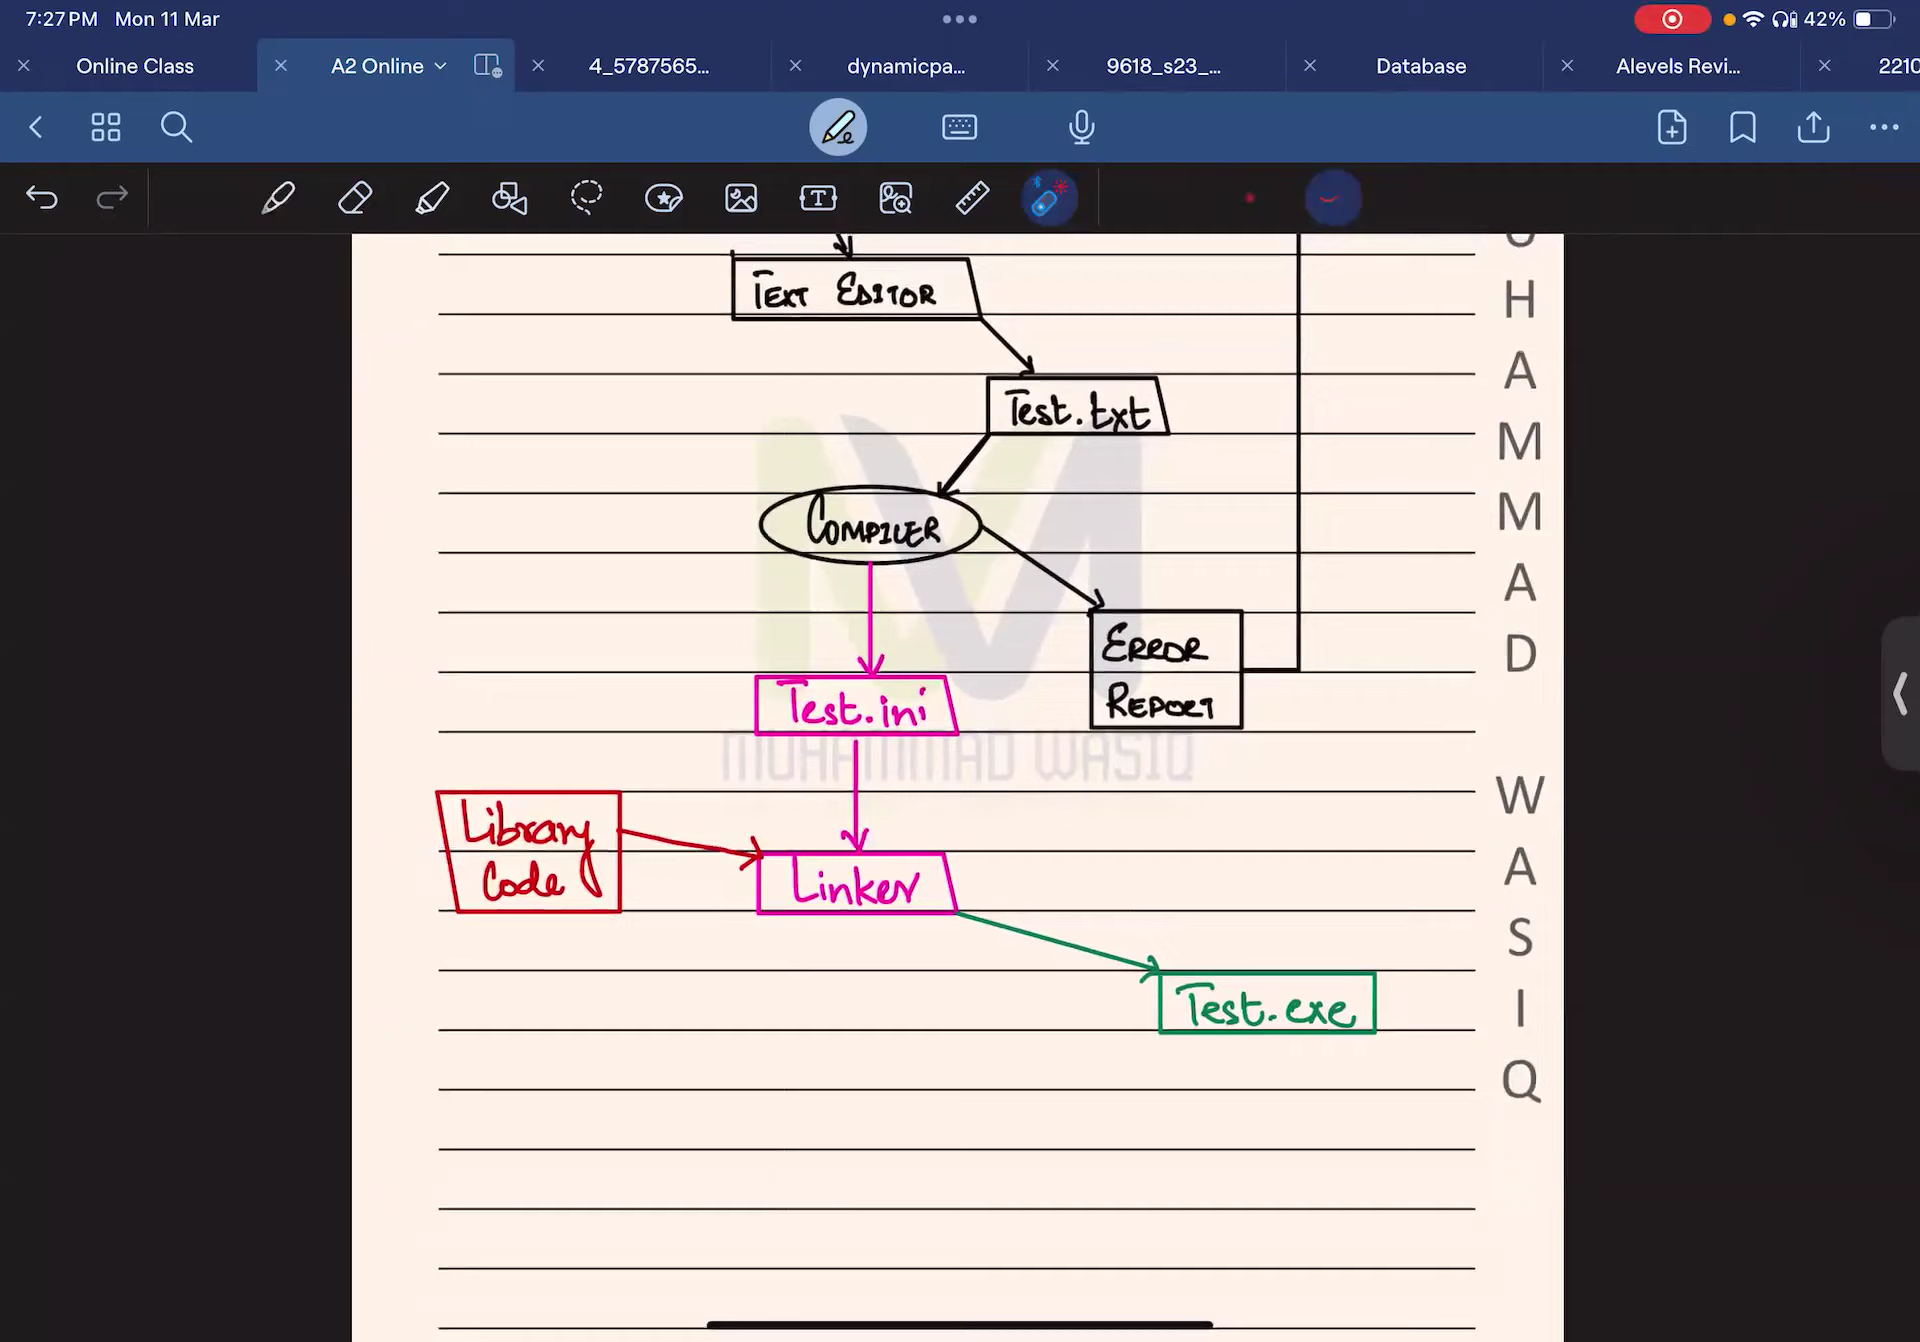 7:27 PM Mon 11 Mar
42%
Online Class
A2 Online
4_5787565...
dynamicpa...
9618_s23_...
Database
Alevels Revi...
2210
TEXT EDITOR
Test.txt
COMPILER
ERROR
REPORT
Test.ini
MUHAMMAD WASIQ
Library
Code
Linker
Test.exe
U
H
A
M
M
A
D
W
A
S
I
Q